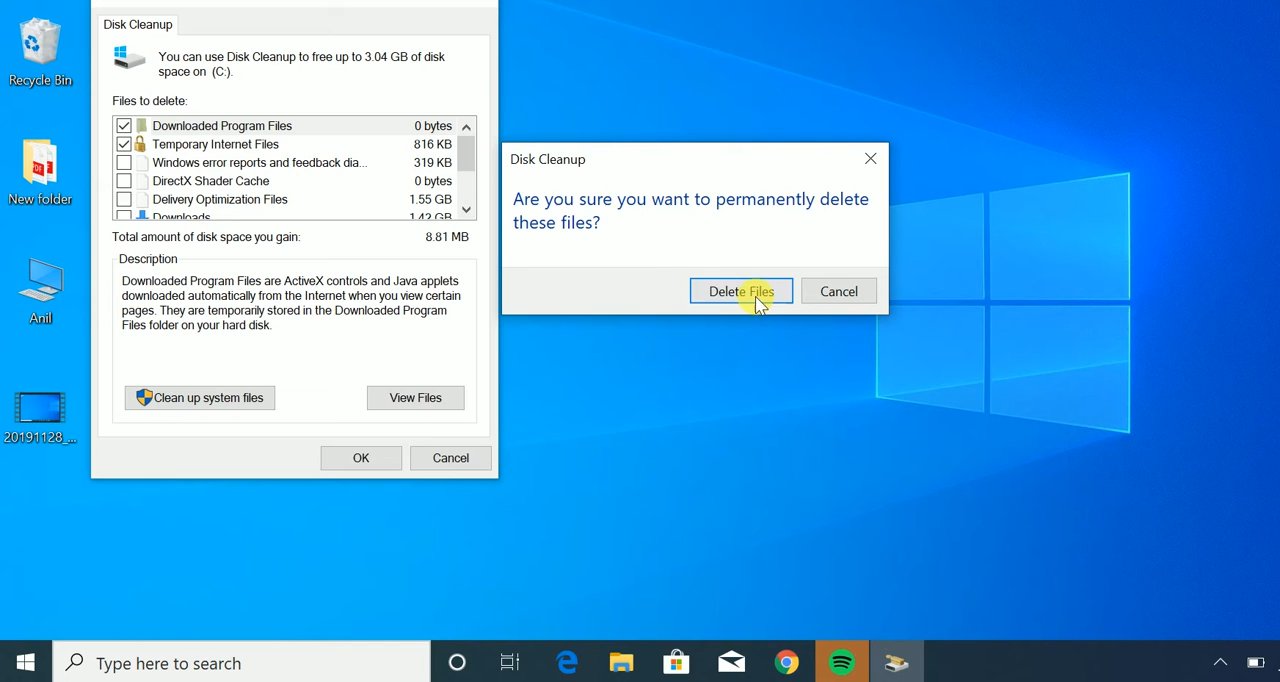 Recycle Bin
New folder
Anil
20191128_...
Disk Cleanup
You can use Disk Cleanup to free up to 3.04 GB of disk
space on (C:).
Files to delete:
Downloaded Program Files 0 bytes
Temporary Internet Files 816 KB
Windows error reports and feedback dia... 319 KB
DirectX Shader Cache 0 bytes
Delivery Optimization Files 1.55 GB
Downloads 1.42 GB
Total amount of disk space you gain: 8.81 MB
Description
Downloaded Program Files are ActiveX controls and Java applets
downloaded automatically from the Internet when you view certain
pages. They are temporarily stored in the Downloaded Program
Files folder on your hard disk.
Clean up system files View Files
OK Cancel
Disk Cleanup
Are you sure you want to permanently delete
these files?
Delete Files Cancel
Type here to search